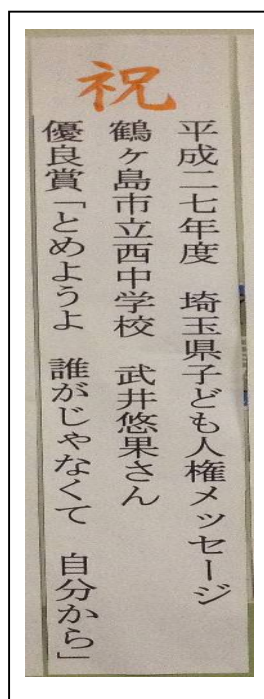 祝
平成二七年度　埼玉県子ども人権メッセージ
鶴ヶ島市立西中学校　武井悠果さん
優良賞「とめようよ　誰がじゃなくて　自分から」